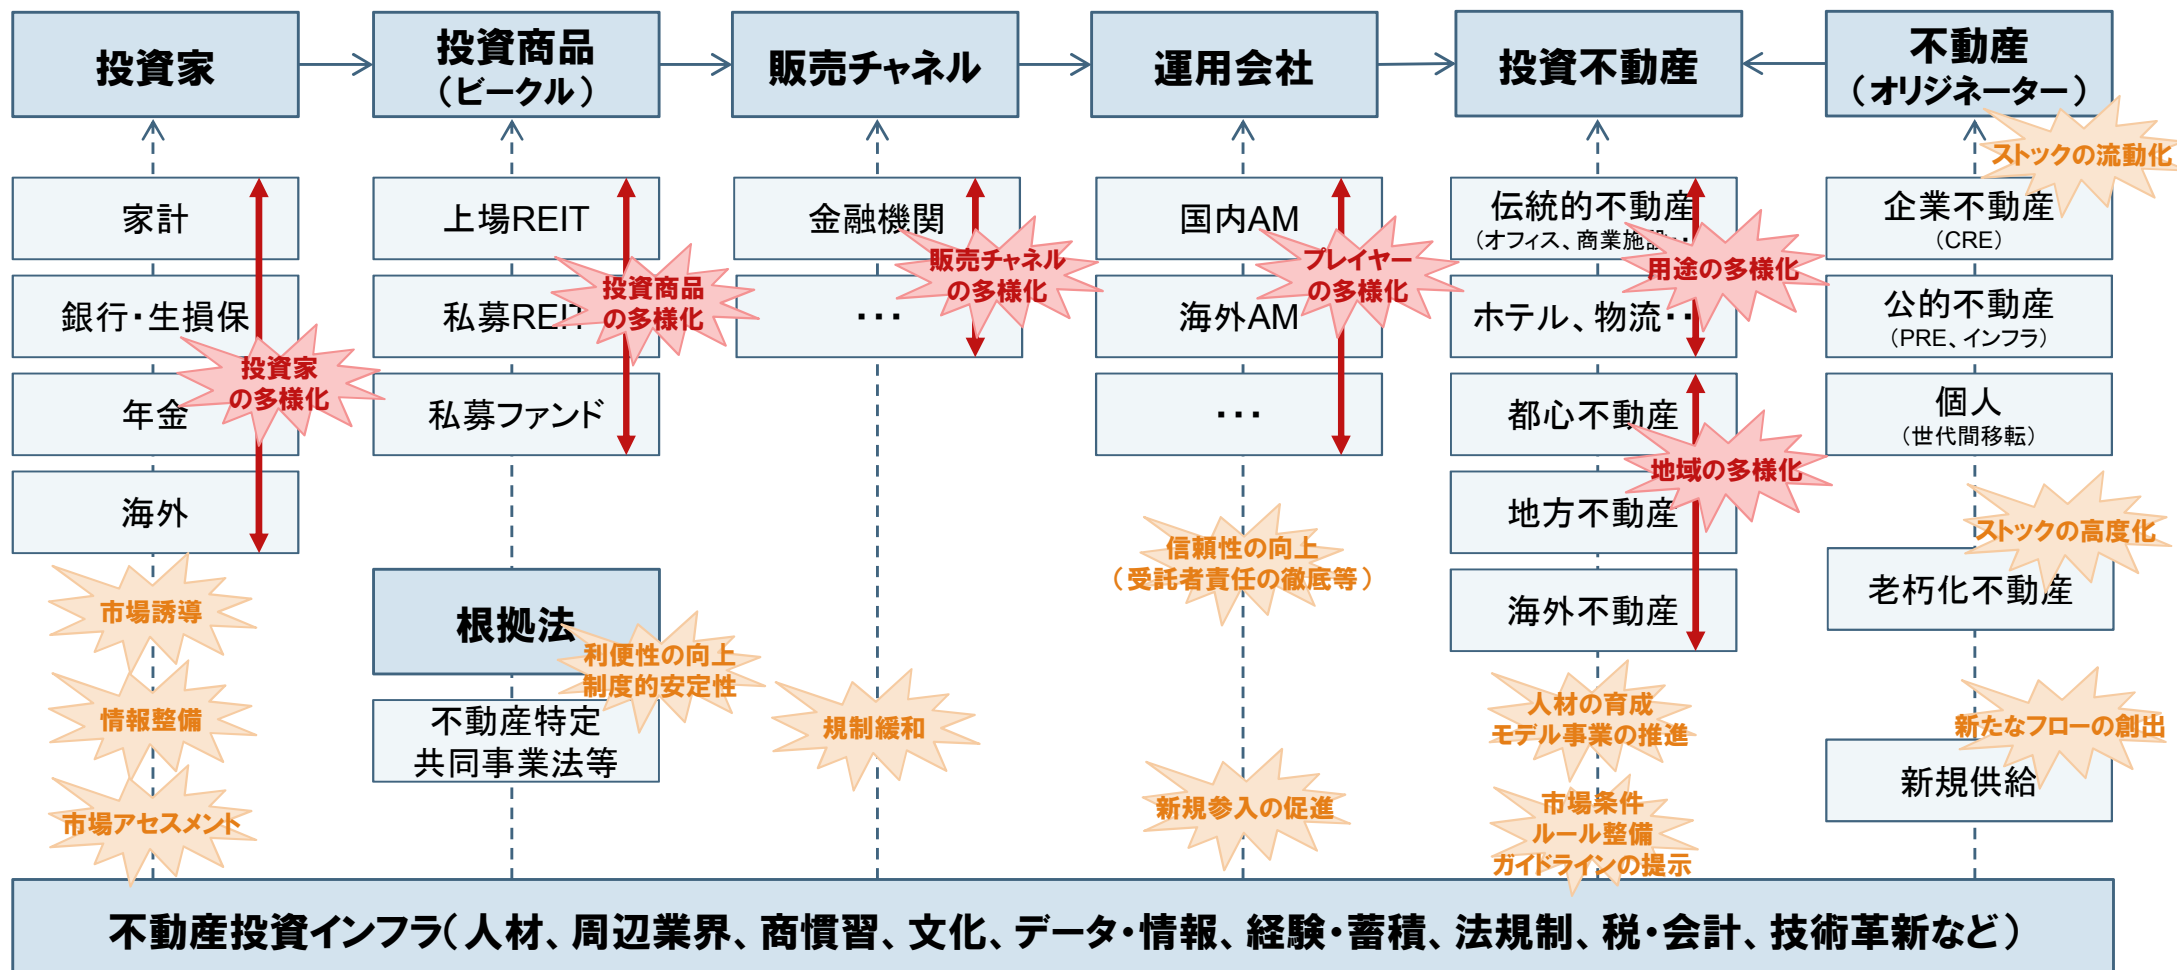 投資家
投資商品
（ビークル）
販売チャネル
運用会社
投資不動産
不動産
（オリジネーター）
家計
銀行・生損保
年金
海外
投資家
の多様化
市場誘導
情報整備
市場アセスメント
上場REIT
私募REIT
私募ファンド
投資商品
の多様化
根拠法
利便性の向上
制度的安定性
不動産特定
共同事業法等
金融機関
・・・
販売チャネル
の多様化
規制緩和
国内AM
海外AM
・・・
プレイヤー
の多様化
信頼性の向上
（受託者責任の徹底等）
新規参入の促進
伝統的不動産
（オフィス、商業施設・・
ホテル、物流・・
用途の多様化
都心不動産
地方不動産
海外不動産
地域の多様化
人材の育成
モデル事業の推進
市場条件
ルール整備
ガイドラインの提示
ストックの流動化
企業不動産
（CRE）
公的不動産
（PRE、インフラ）
個人
（世代間移転）
ストックの高度化
老朽化不動産
新たなフローの創出
新規供給
不動産投資インフラ（人材、周辺業界、商慣習、文化、データ・情報、経験・蓄積、法規制、税・会計、技術革新など）